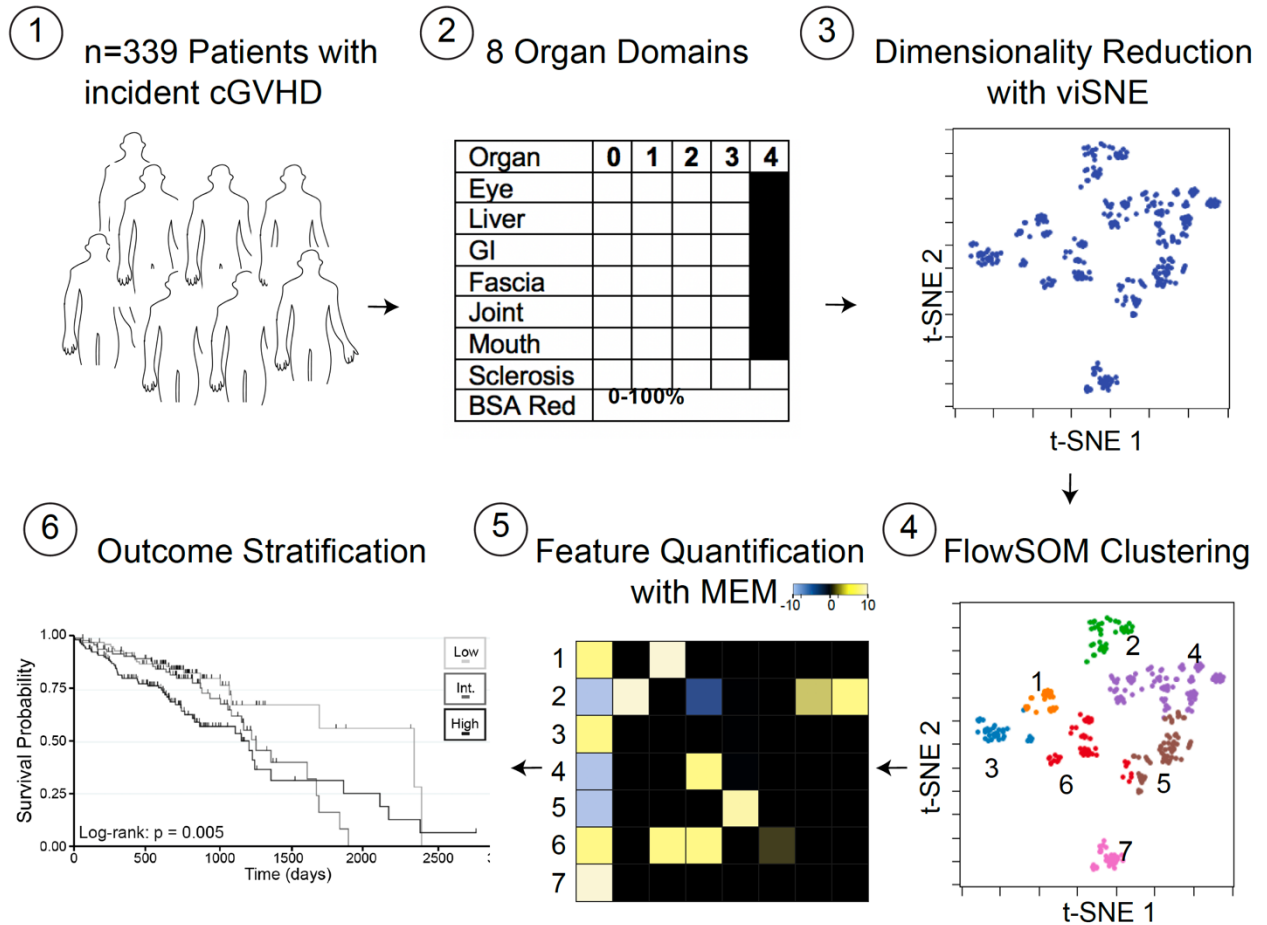 1
n=339 Patients with
incident cGVHD
2
8 Organ Domains
Organ 0 1 2 3 4
Eye
Liver
GI
Fascia
Joint
Mouth
Sclerosis
BSA Red 0-100%
3
Dimensionality Reduction
with viSNE
t-SNE 2
t-SNE 1
6
Outcome Stratification
Survival Probability
1.00
0.75
0.50
0.25
0.00
Low
Int.
High
Log-rank: p = 0.005
0 500 1000 1500 2000 2500
Time (days)
5
Feature Quantification
with MEM
-10 0 10
1
2
3
4
5
6
7
4
FlowSOM Clustering
t-SNE 2
2
4
1
3
6
5
7
t-SNE 1